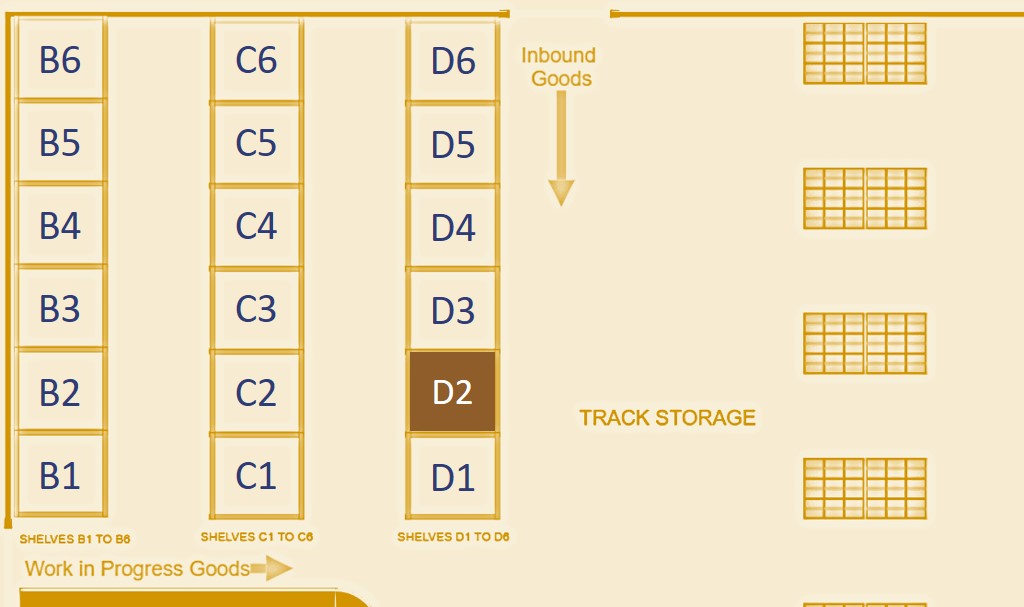 B6
C6
D6
Inbound
Goods
B5
C5
D5
B4
C4
D4
B3
C3
D3
B2
C2
D2
TRACK STORAGE
B1
C1
D1
SHELVES B1 TO B6
SHELVES C1 TO C6
SHELVES D1 TO D6
Work in Progress Goods